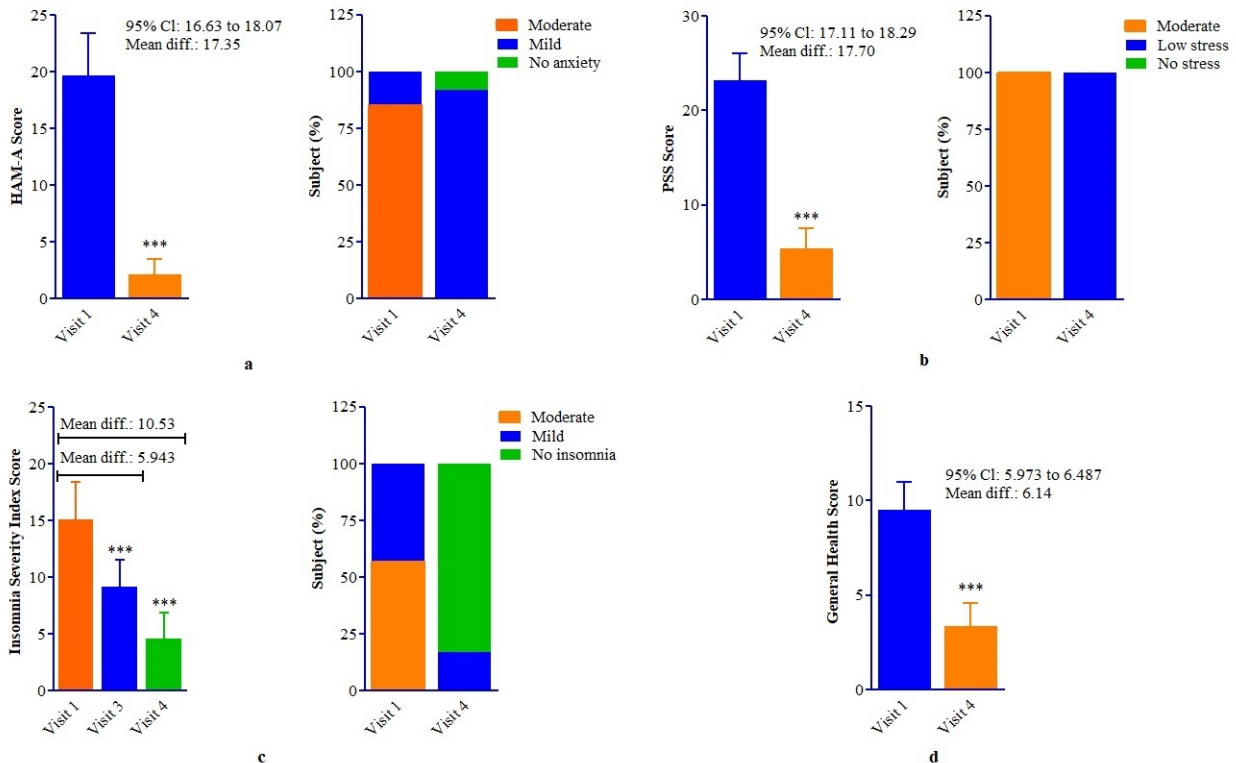 25
20
15
10
5
0
HAM-A Score
95% Cl: 16.63 to 18.07
Mean diff.: 17.35
***
Visit 1
Visit 4
125
100
75
50
25
0
Subject (%)
Moderate
Mild
No anxiety
Visit 1
Visit 4
a
30
20
10
0
PSS Score
95% Cl: 17.11 to 18.29
Mean diff.: 17.70
***
Visit 1
Visit 4
125
100
75
50
25
0
Subject (%)
Moderate
Low stress
No stress
Visit 1
Visit 4
b
25
20
15
10
5
0
Insomnia Severity Index Score
Mean diff.: 10.53
Mean diff.: 5.943
***
***
Visit 1
Visit 3
Visit 4
125
100
75
50
25
0
Subject (%)
Moderate
Mild
No insomnia
Visit 1
Visit 4
c
15
10
5
0
General Health Score
95% Cl: 5.973 to 6.487
Mean diff.: 6.14
***
Visit 1
Visit 4
d